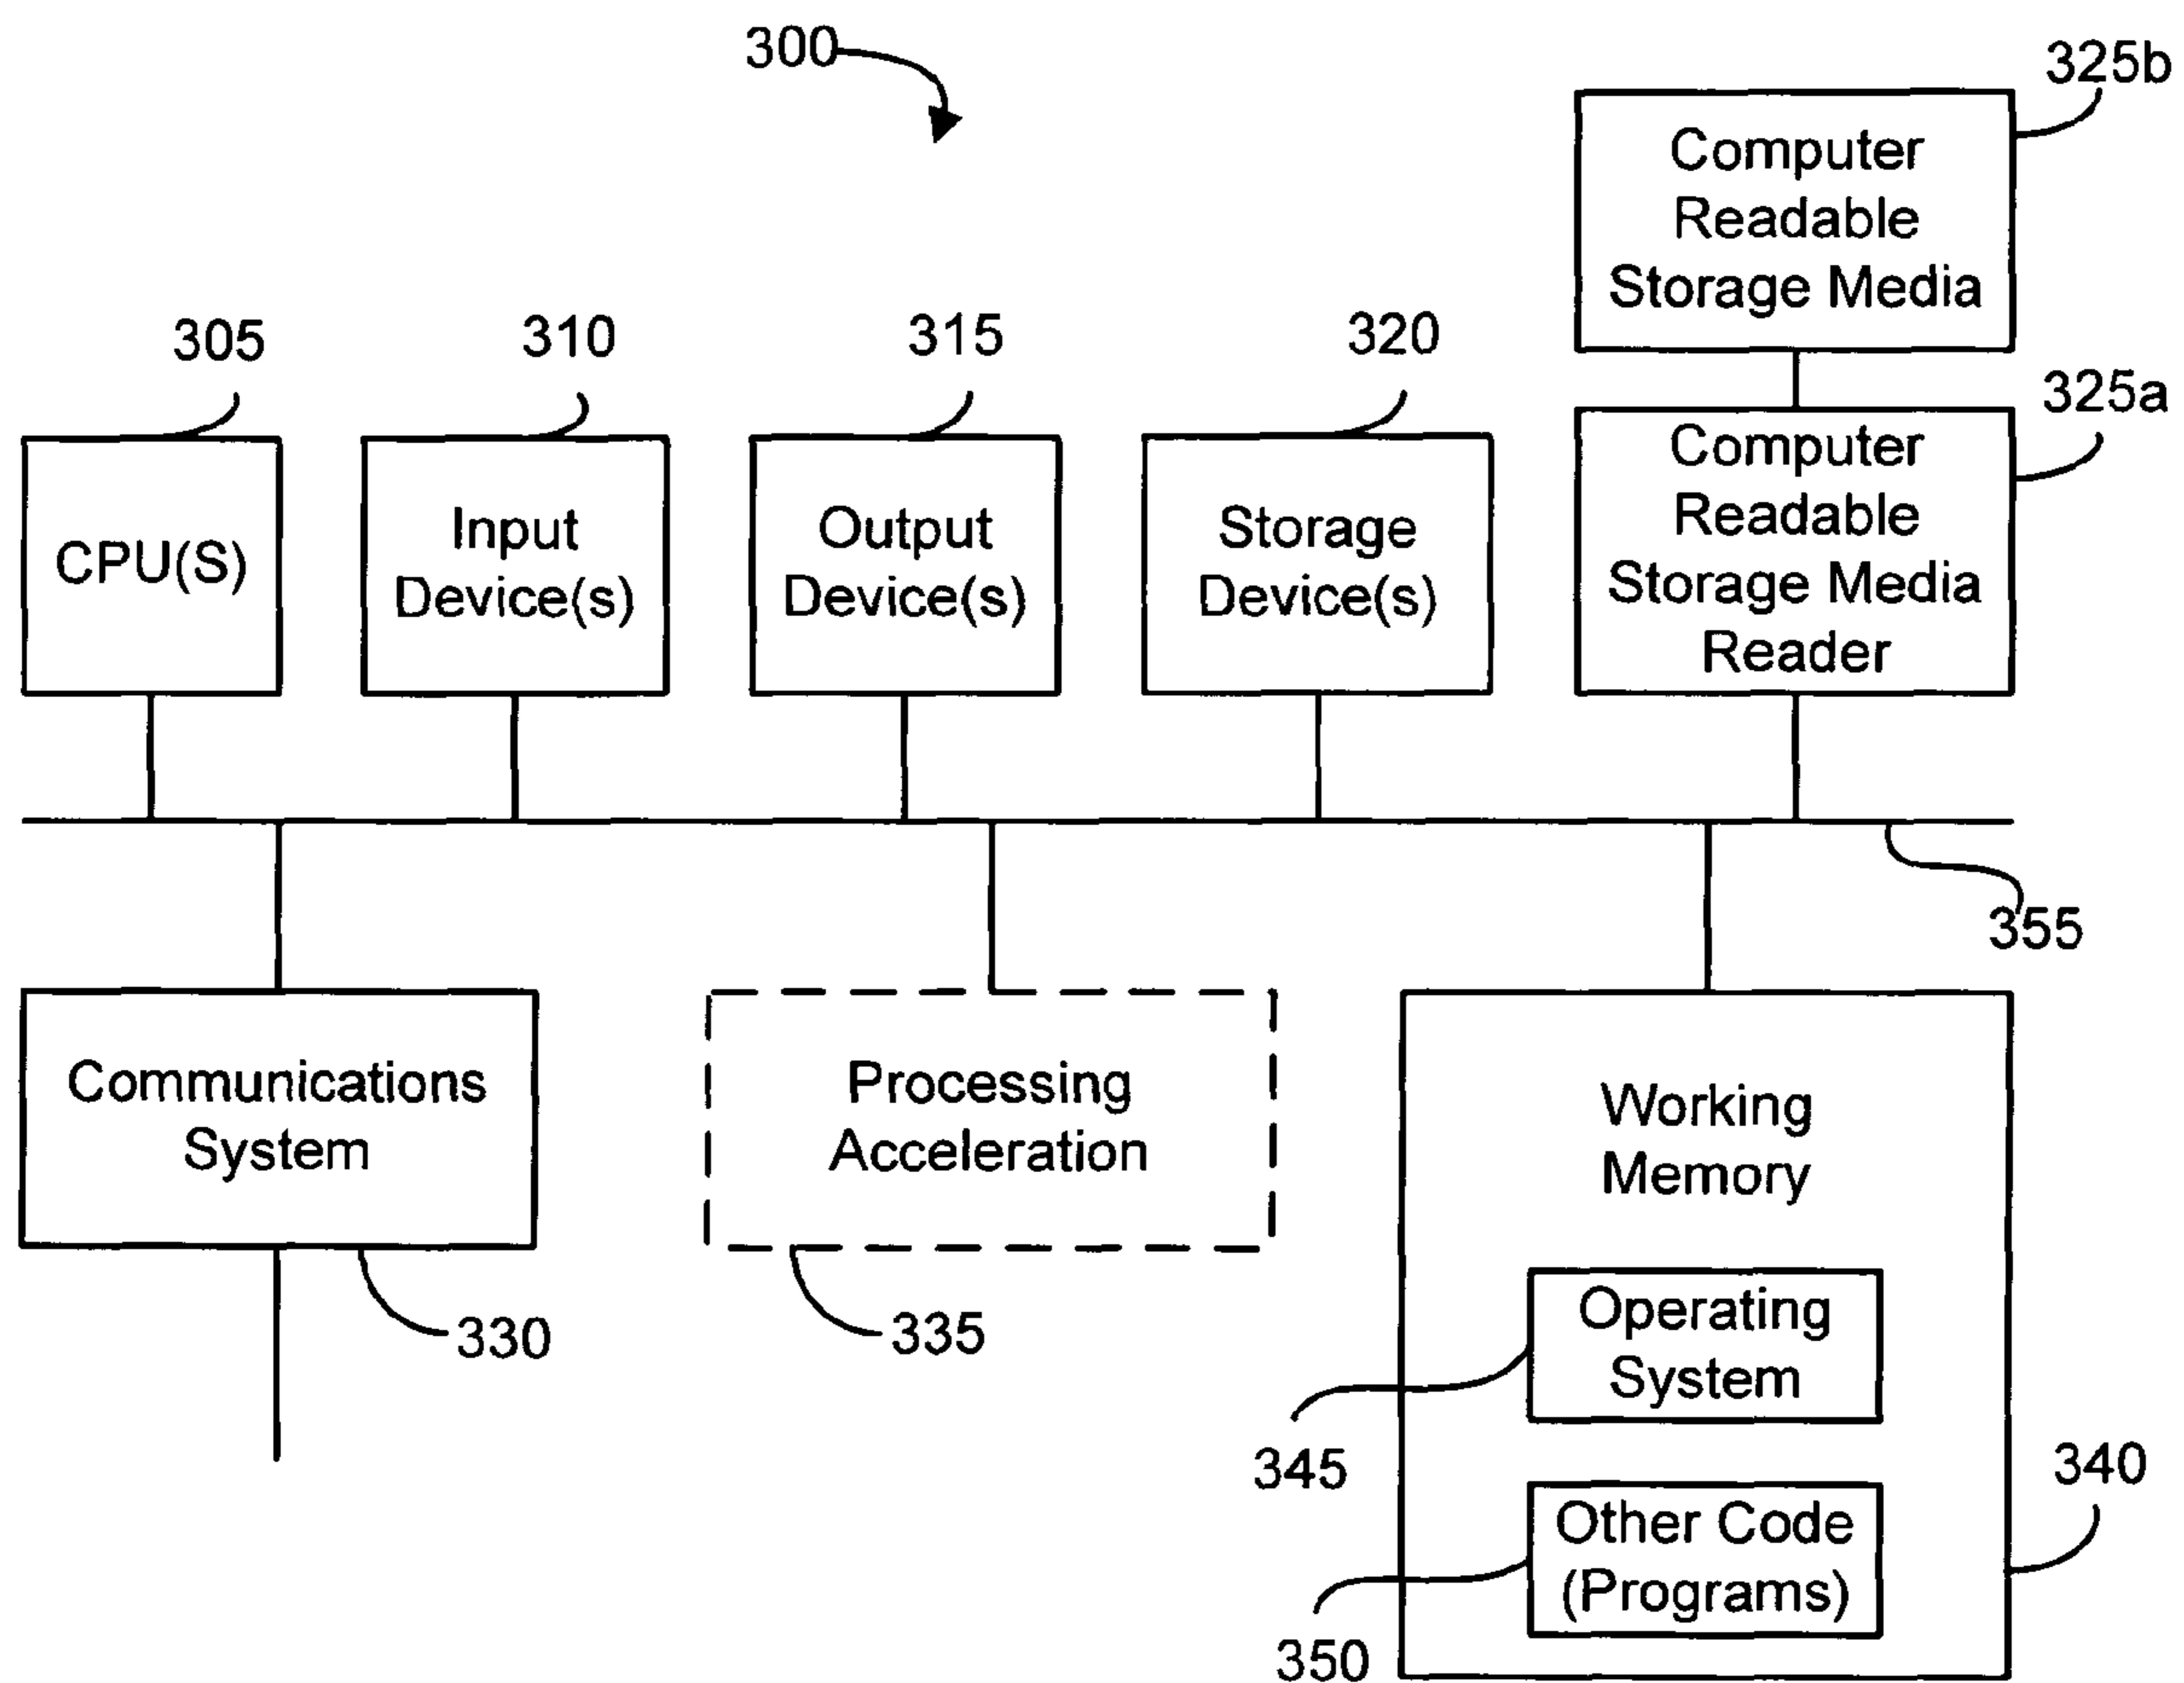 300
325b
Computer
Readable
Storage Media
305
310
315
320
325a
CPU(S)
Input
Device(s)
Output
Device(s)
Storage
Device(s)
Computer
Readable
Storage Media
Reader
355
Communications
System
330
Processing
Acceleration
335
Working
Memory
Operating
System
345
340
Other Code
(Programs)
350